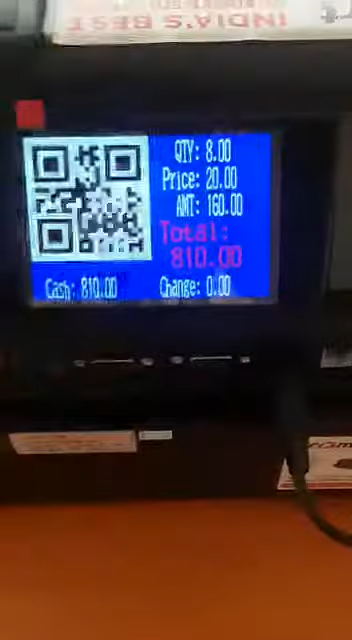 INDIA'S BEST
QTY: 8.00
Price: 20.00
AMT: 160.00
Total:
810.00
Cash: 810.00
Change: 0.00